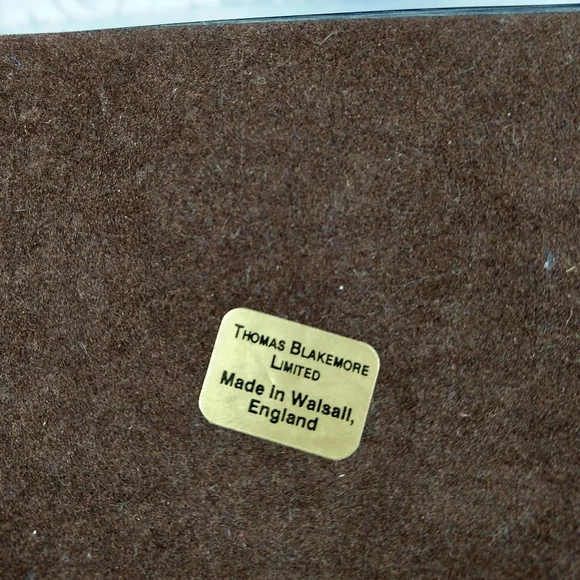 THOMAS BLAKEMORE
LIMITED
Made in Walsall,
England